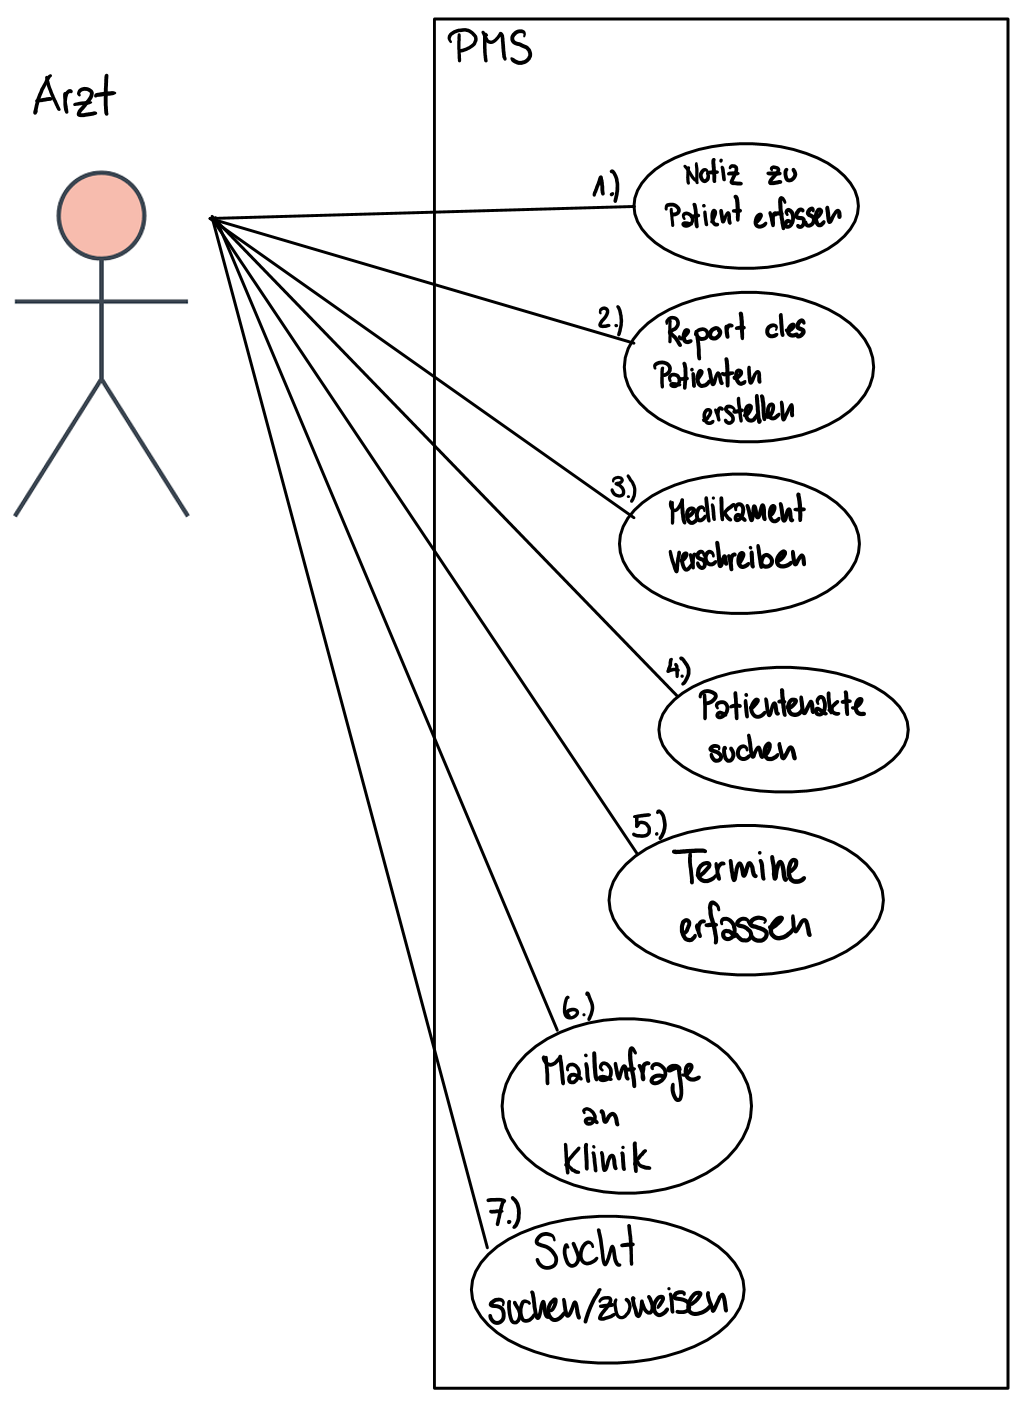 PMS
Arzt
1.)
Notiz zu
Patient erfassen
2.)
Report des
Patienten
erstellen
3.)
Medikament
verschreiben
4.)
Patientenakte
suchen
5.)
Termine
erfassen
6.)
Mailanfrage
an
Klinik
7.)
Sucht
suchen/zuweisen